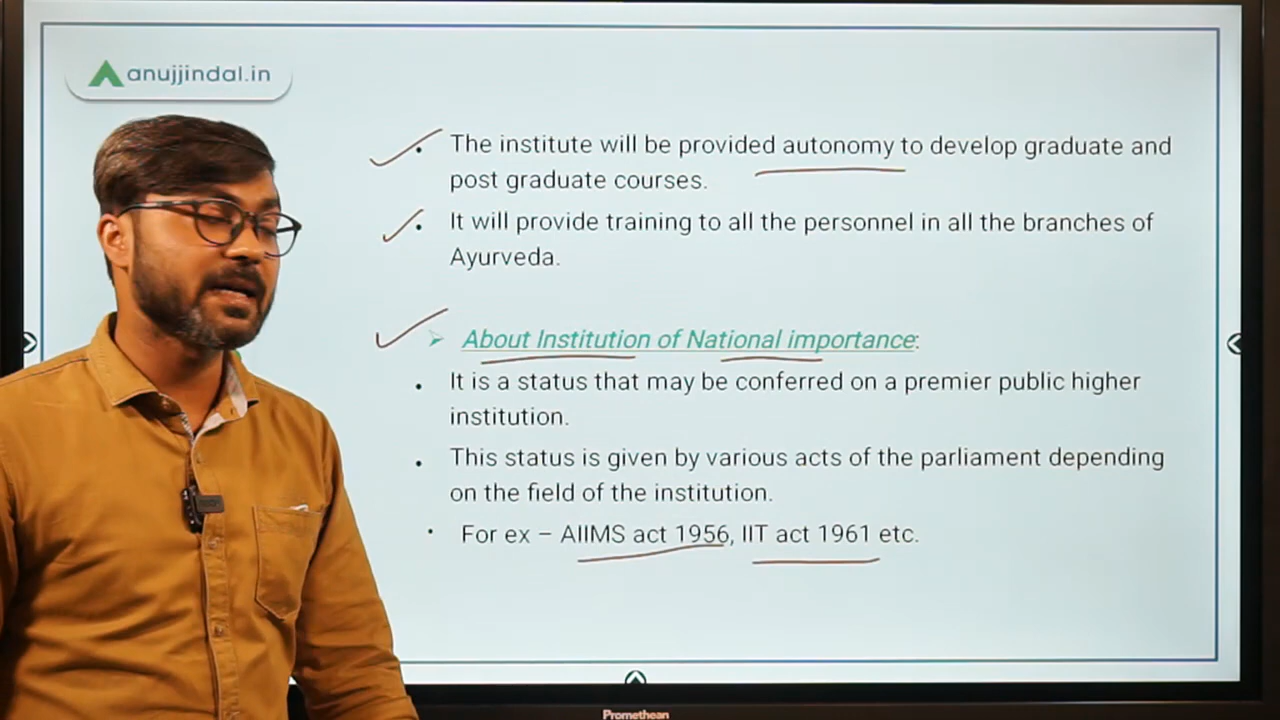 anujjindal.in
. The institute will be provided autonomy to develop graduate and
post graduate courses.
. It will provide training to all the personnel in all the branches of
Ayurveda.
➢ About Institution of National importance:
. It is a status that may be conferred on a premier public higher
institution.
. This status is given by various acts of the parliament depending
on the field of the institution.
• For ex – AIIMS act 1956, IIT act 1961 etc.
Promethean